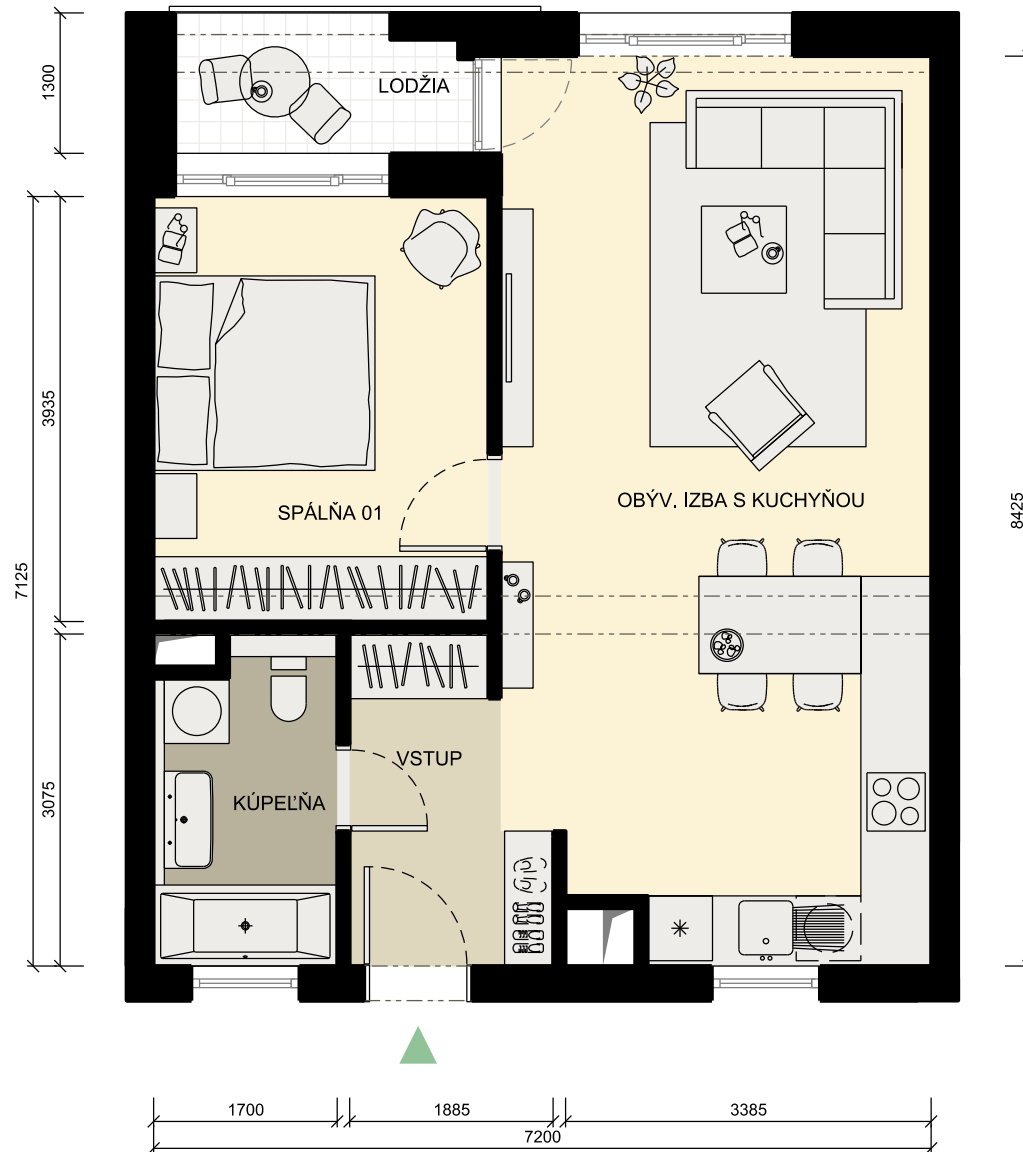 LODŽIA
1300
3935
SPÁLŇA 01
OBÝV. IZBA S KUCHYŇOU
8425
7125
VSTUP
3075
KÚPEĽŇA
1700
1885
3385
7200